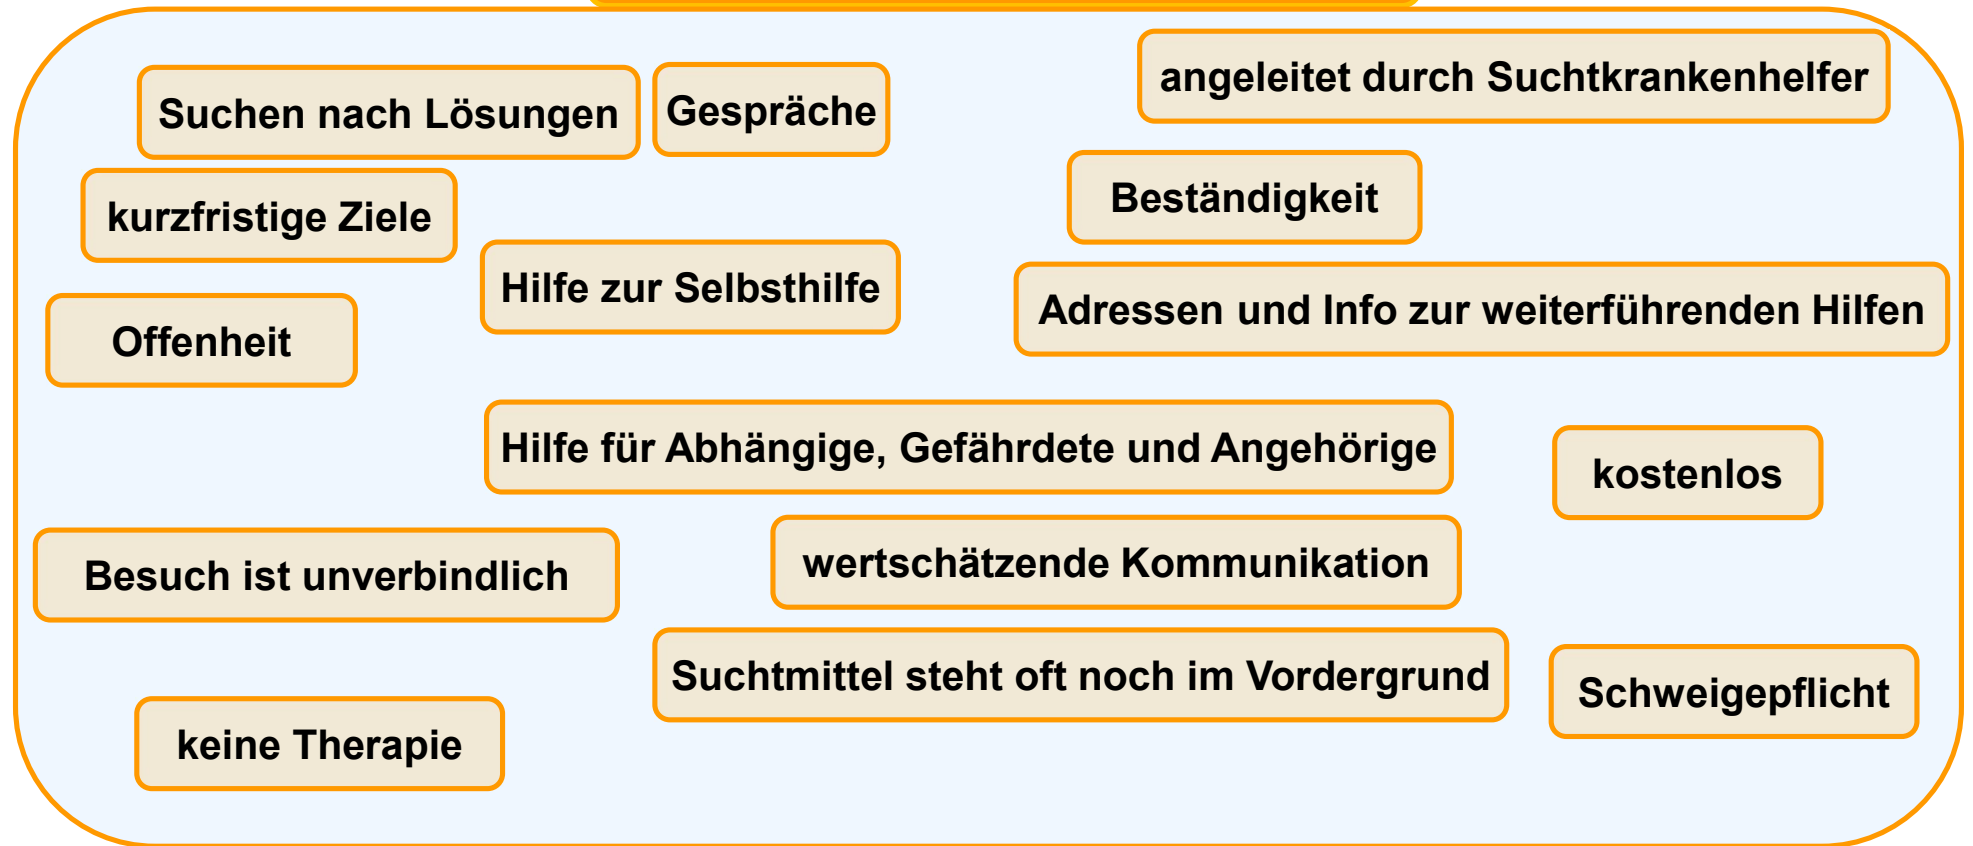 angeleitet durch Suchtkrankenhelfer
Suchen nach Lösungen
Gespräche
Beständigkeit
kurzfristige Ziele
Hilfe zur Selbsthilfe
Adressen und Info zur weiterführenden Hilfen
Offenheit
Hilfe für Abhängige, Gefährdete und Angehörige
kostenlos
wertschätzende Kommunikation
Besuch ist unverbindlich
Suchtmittel steht oft noch im Vordergrund
Schweigepflicht
keine Therapie